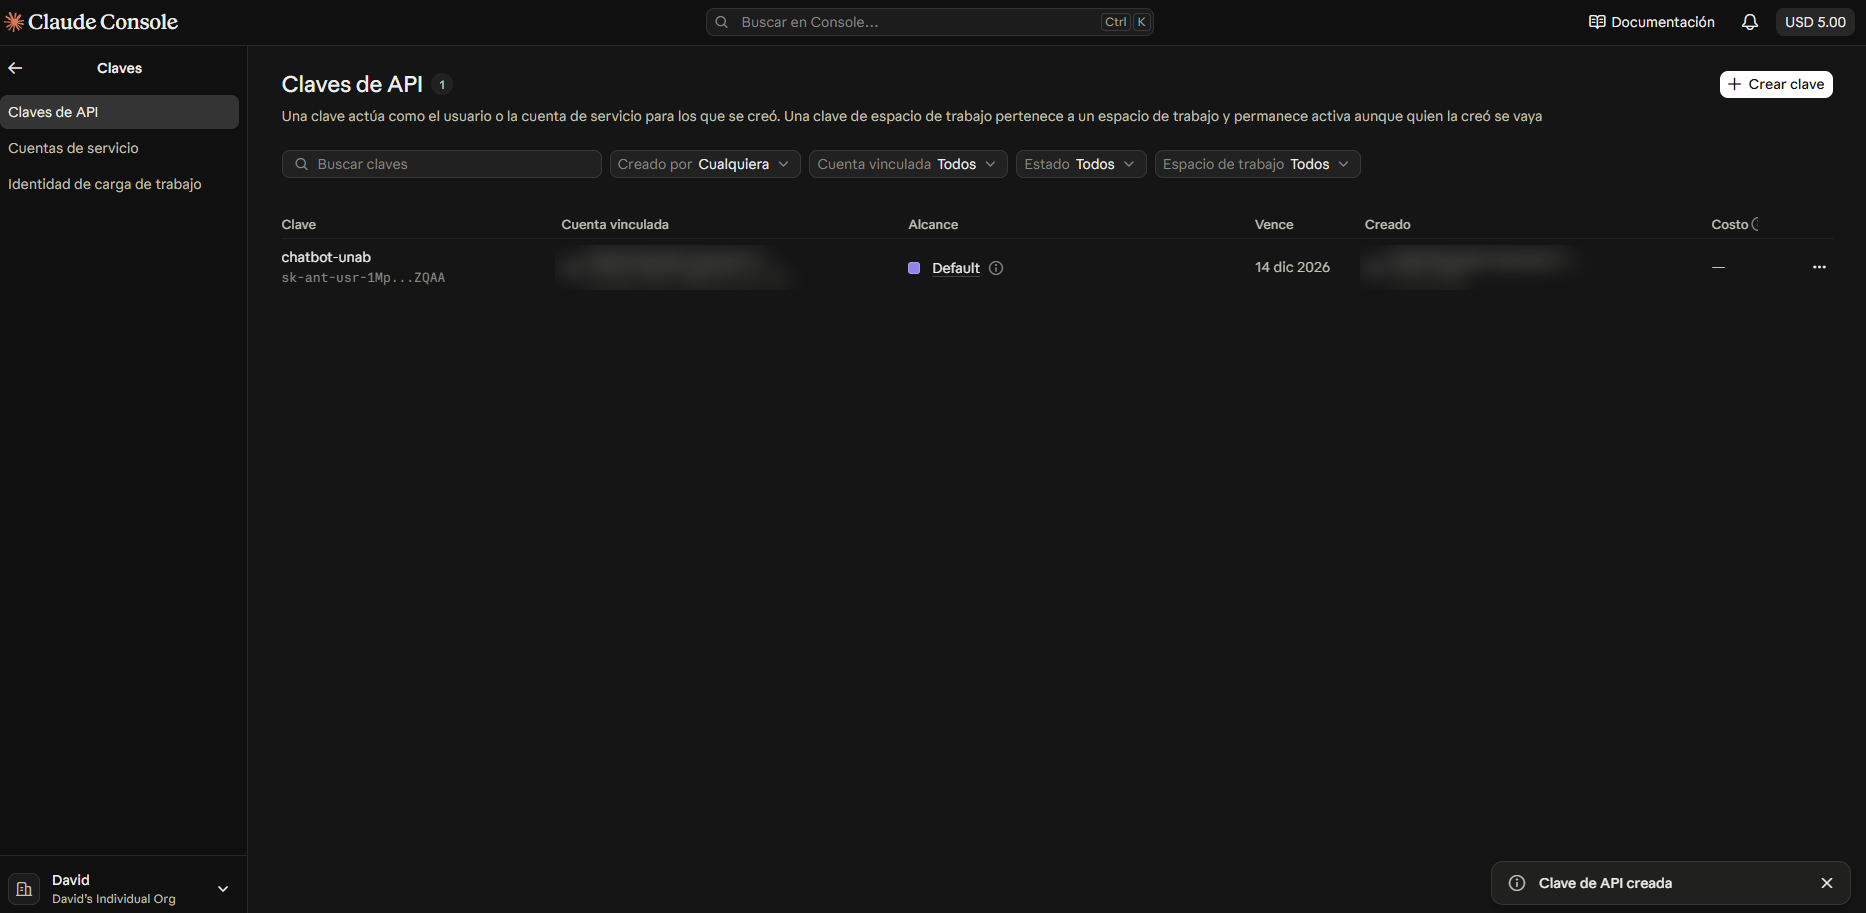 Claude Console
Buscar en Console...
Ctrl K
Documentación
USD 5.00
Claves
Claves de API
Cuentas de servicio
Identidad de carga de trabajo
Claves de API 1
+ Crear clave
Una clave actúa como el usuario o la cuenta de servicio para los que se creó. Una clave de espacio de trabajo pertenece a un espacio de trabajo y permanece activa aunque quien la creó se vaya
Buscar claves
Creado por Cualquiera
Cuenta vinculada Todos
Estado Todos
Espacio de trabajo Todos
Clave Cuenta vinculada Alcance Vence Creado Costo
chatbot-unab
sk-ant-usr-1Mp...ZQAA
Default
14 dic 2026
—
David
David's Individual Org
Clave de API creada